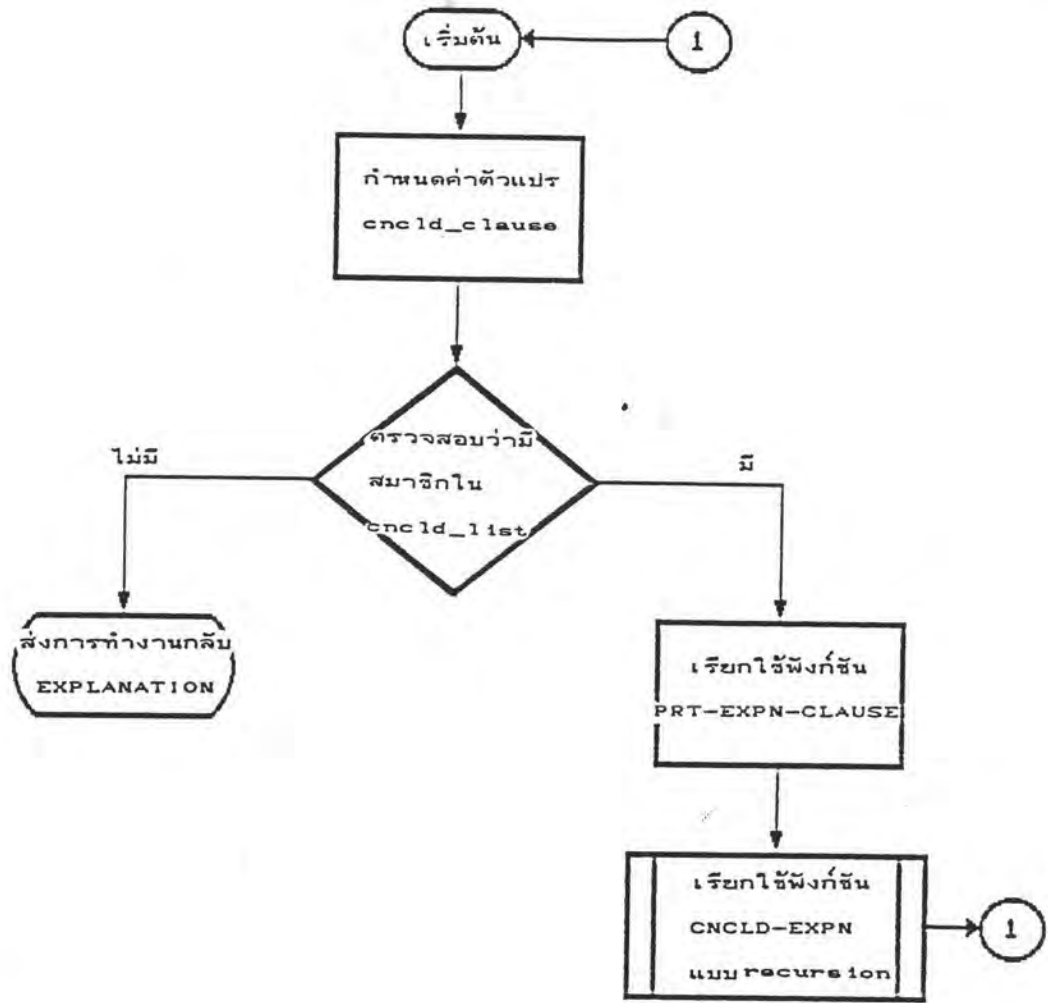 เริ่มต้น
1
กำหนดค่าตัวแปร
cncld_clause
ตรวจสอบว่ามี
สมาชิกใน
cncld_list
ไม่มี
มี
ส่งการทำงานกลับ
EXPLANATION
เรียกใช้ฟังก์ชัน
PRT-EXPN-CLAUSE
เรียกใช้ฟังก์ชัน
CNCLD-EXPN
แบบ recursion
1